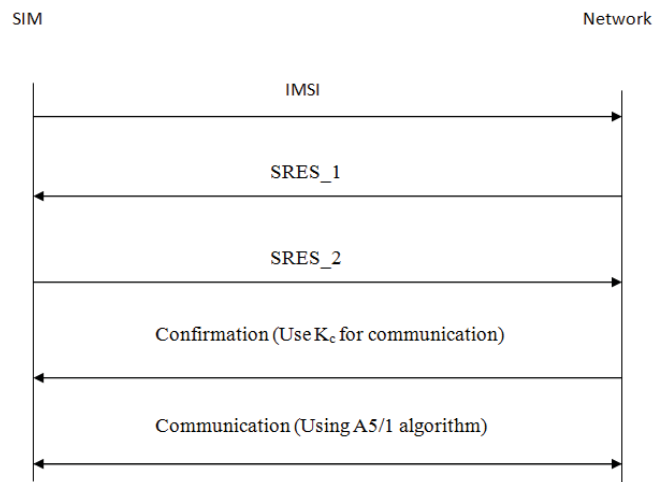 SIM
Network
IMSI
SRES_1
SRES_2
Confirmation (Use Kc for communication)
Communication (Using A5/1 algorithm)